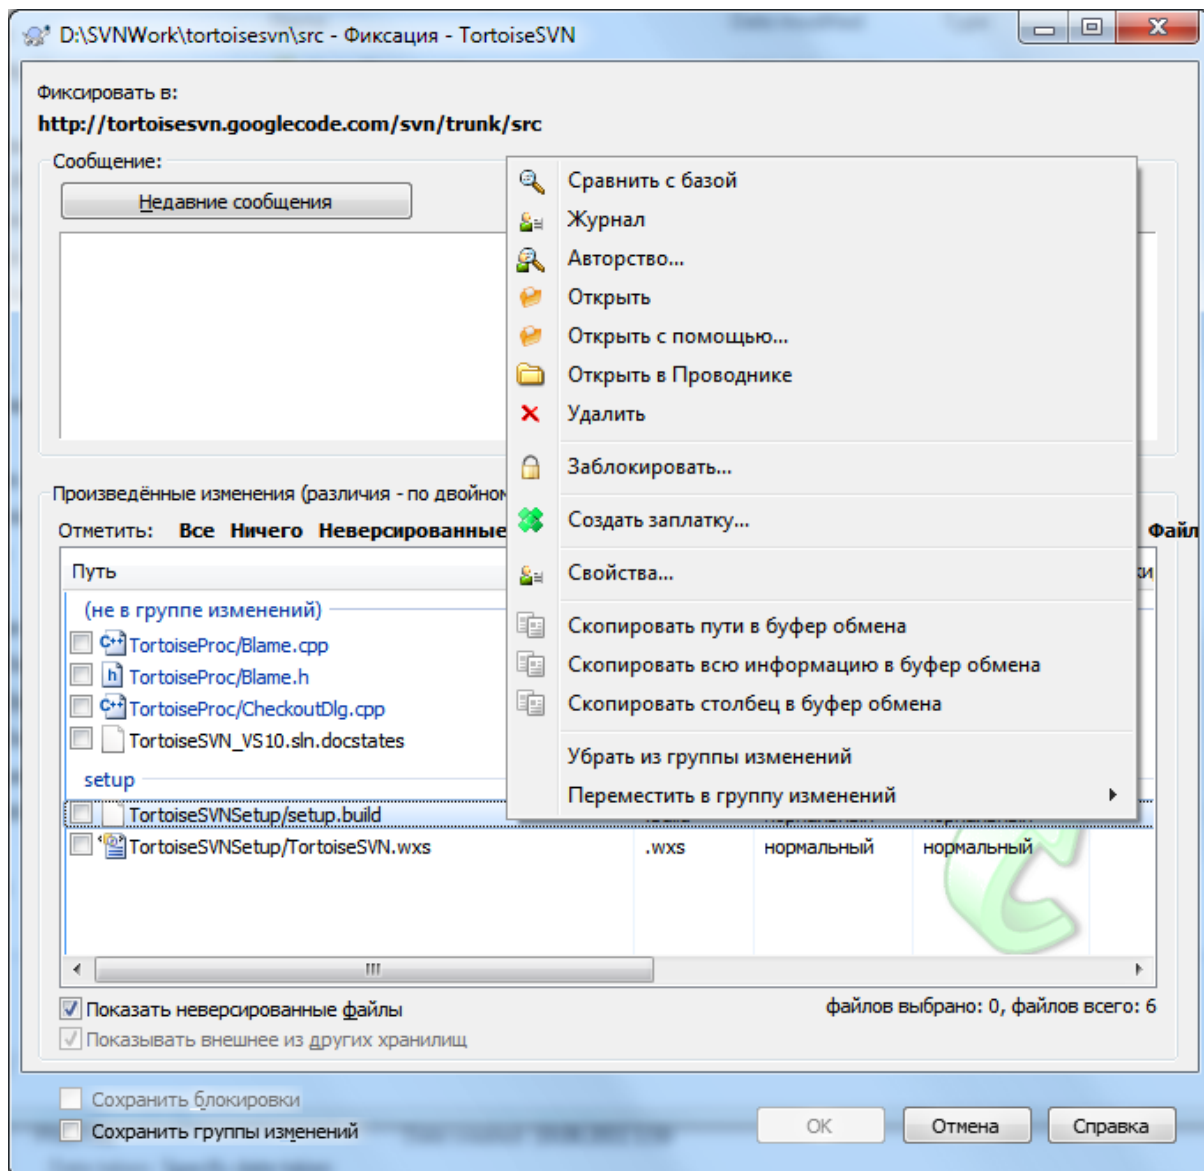 D:\SVNWork\tortoisesvn\src - Фиксация - TortoiseSVN
Фиксировать в:
http://tortoisesvn.googlecode.com/svn/trunk/src
Сообщение:
Недавние сообщения
Сравнить с базой
Журнал
Авторство...
Открыть
Открыть с помощью...
Открыть в Проводнике
Удалить
Заблокировать...
Создать заплатку...
Свойства...
Скопировать пути в буфер обмена
Скопировать всю информацию в буфер обмена
Скопировать столбец в буфер обмена
Убрать из группы изменений
Переместить в группу изменений
Произведённые изменения (различия - по двойном
Отметить: Все Ничего Неверсированные Файл
Путь
(не в группе изменений)
TortoiseProc/Blame.cpp
TortoiseProc/Blame.h
TortoiseProc/CheckoutDlg.cpp
TortoiseSVN_VS10.sln.docstates
setup
TortoiseSVNSetup/setup.build
TortoiseSVNSetup/TortoiseSVN.wxs .wxs нормальный нормальный
Показать неверсированные файлы
файлов выбрано: 0, файлов всего: 6
Показывать внешнее из других хранилищ
Сохранить блокировки
Сохранить группы изменений
OK Отмена Справка